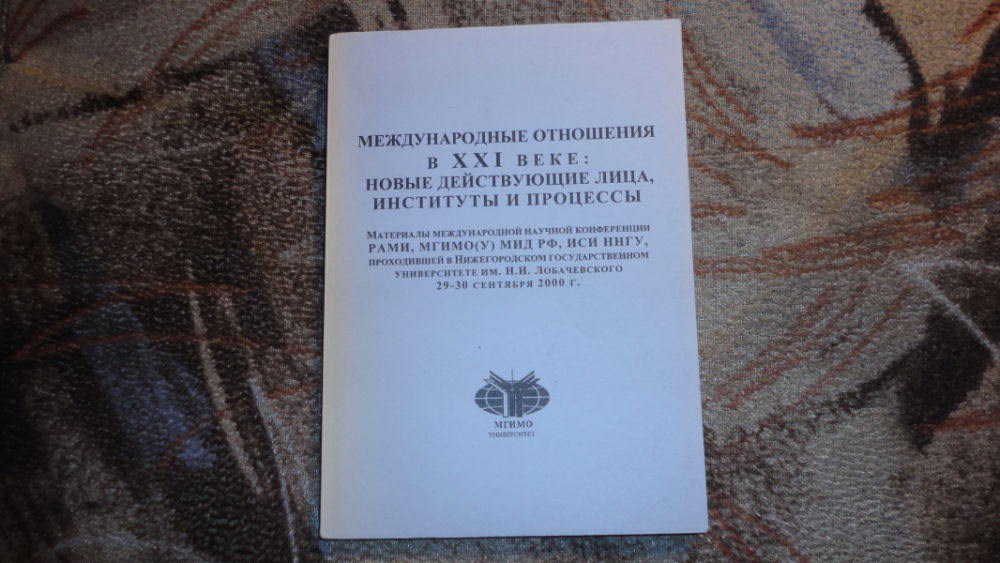 МЕЖДУНАРОДНЫЕ ОТНОШЕНИЯ
В XXI ВЕКЕ:
НОВЫЕ ДЕЙСТВУЮЩИЕ ЛИЦА,
ИНСТИТУТЫ И ПРОЦЕССЫ
МАТЕРИАЛЫ МЕЖДУНАРОДНОЙ НАУЧНОЙ КОНФЕРЕНЦИИ
РАМИ, МГИМО(У) МИД РФ, ИСИ ННГУ,
ПРОХОДИВШЕЙ В НИЖЕГОРОДСКОМ ГОСУДАРСТВЕННОМ
УНИВЕРСИТЕТЕ ИМ. Н.И. ЛОБАЧЕВСКОГО
29-30 СЕНТЯБРЯ 2000 Г.
МГИМО
УНИВЕРСИТЕТ